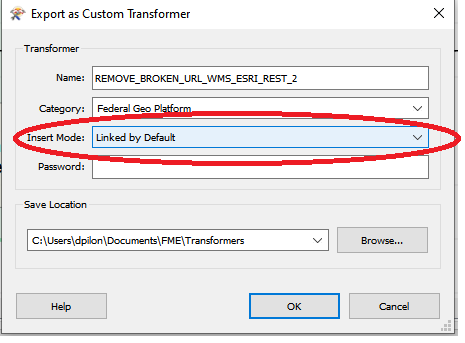 Export as Custom Transformer
Transformer
Name: REMOVE_BROKEN_URL_WMS_ESRI_REST_2
Category: Federal Geo Platform
Insert Mode: Linked by Default
Password:
Save Location
C:\Users\dpilon\Documents\FME\Transformers Browse...
Help OK Cancel